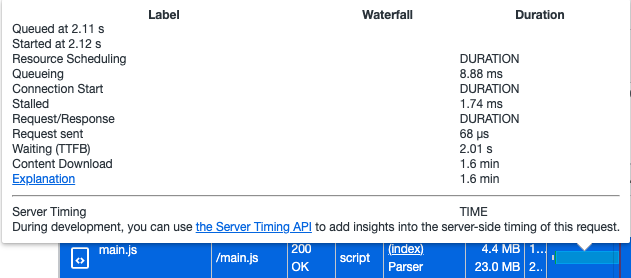 Label Waterfall Duration
Queued at 2.11 s
Started at 2.12 s
Resource Scheduling DURATION
Queueing 8.88 ms
Connection Start DURATION
Stalled 1.74 ms
Request/Response DURATION
Request sent 68 µs
Waiting (TTFB) 2.01 s
Content Download 1.6 min
Explanation 1.6 min
Server Timing TIME
During development, you can use the Server Timing API to add insights into the server-side timing of this request.
main.js /main.js 200 OK script (index) Parser 4.4 MB 23.0 MB 1... 2...